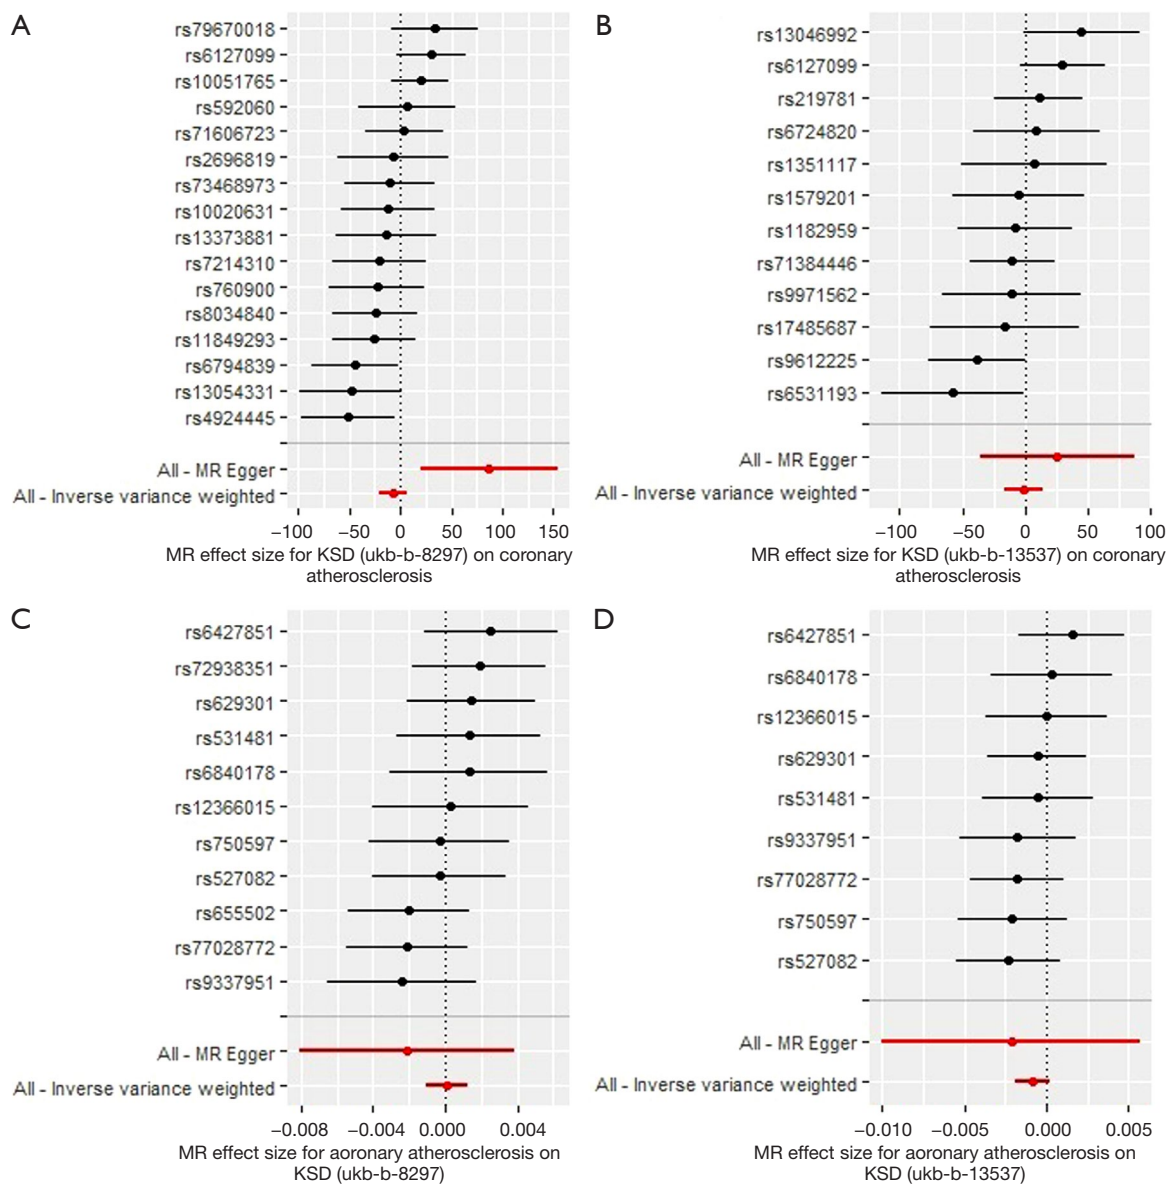 A
rs79670018
rs6127099
rs10051765
rs592060
rs71606723
rs2696819
rs73468973
rs10020631
rs13373881
rs7214310
rs760900
rs8034840
rs11849293
rs6794839
rs13054331
rs4924445
All - MR Egger
All - Inverse variance weighted
−100 −50 0 50 100 150
MR effect size for KSD (ukb-b-8297) on coronary
atherosclerosis
B
rs13046992
rs6127099
rs219781
rs6724820
rs1351117
rs1579201
rs1182959
rs71384446
rs9971562
rs17485687
rs9612225
rs6531193
All - MR Egger
All - Inverse variance weighted
−100 −50 0 50 100
MR effect size for KSD (ukb-b-13537) on coronary
atherosclerosis
C
rs6427851
rs72938351
rs629301
rs531481
rs6840178
rs12366015
rs750597
rs527082
rs655502
rs77028772
rs9337951
All - MR Egger
All - Inverse variance weighted
−0.008 −0.004 0.000 0.004
MR effect size for aoronary atherosclerosis on
KSD (ukb-b-8297)
D
rs6427851
rs6840178
rs12366015
rs629301
rs531481
rs9337951
rs77028772
rs750597
rs527082
All - MR Egger
All - Inverse variance weighted
−0.010 −0.005 0.000 0.005
MR effect size for aoronary atherosclerosis on
KSD (ukb-b-13537)